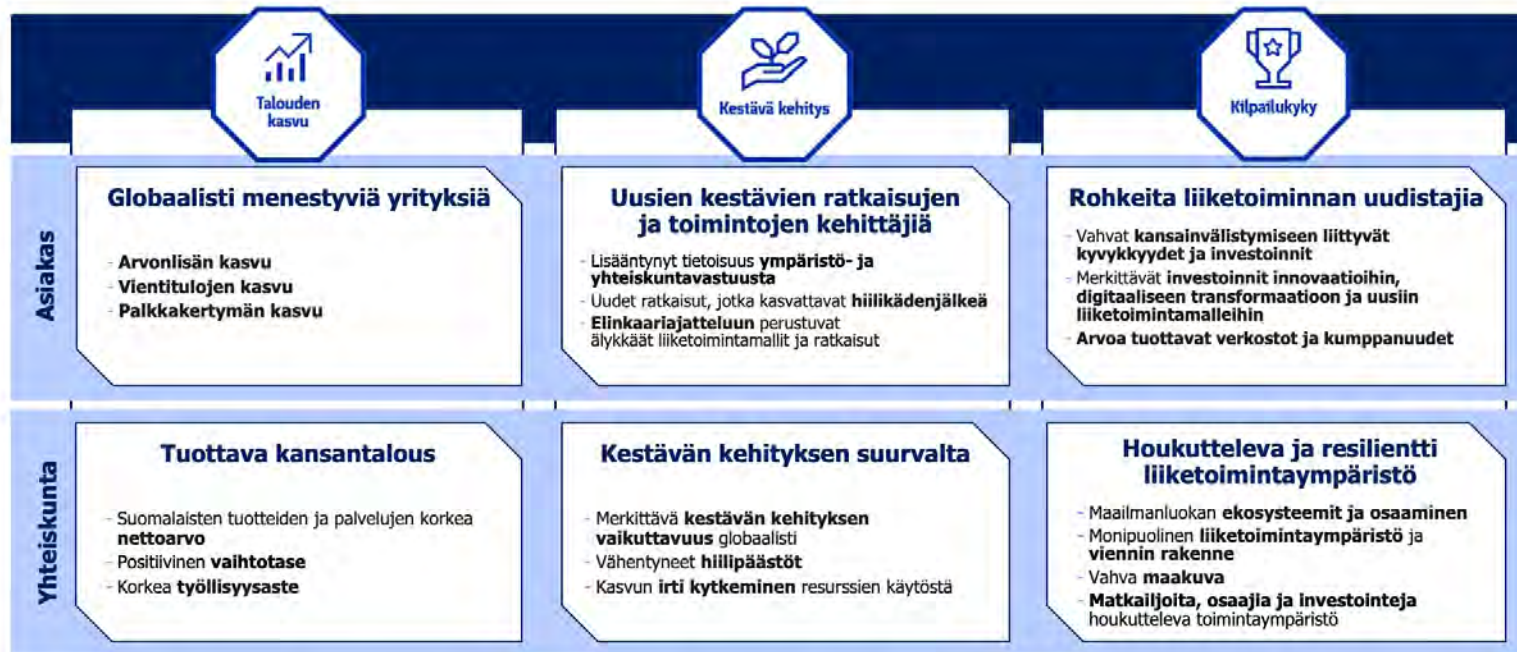 Talouden
kasvu
Kestävä kehitys
Kilpailukyky
Asiakas
Globaalisti menestyviä yrityksiä
- Arvonlisän kasvu
- Vientitulojen kasvu
- Palkkakertymän kasvu
Uusien kestävien ratkaisujen
ja toimintojen kehittäjiä
- Lisääntynyt tietoisuus ympäristö- ja
yhteiskuntavastuusta
- Uudet ratkaisut, jotka kasvattavat hiilikädenjälkeä
- Elinkaariajatteluun perustuvat
älykkäät liiketoimintamallit ja ratkaisut
Rohkeita liiketoiminnan uudistajia
- Vahvat kansainvälistymiseen liittyvät
kyvykkyydet ja investoinnit
- Merkittävät investoinnit innovaatioihin,
digitaaliseen transformaatioon ja uusiin
liiketoimintamalleihin
- Arvoa tuottavat verkostot ja kumppanuudet
Yhteiskunta
Tuottava kansantalous
- Suomalaisten tuotteiden ja palvelujen korkea
nettoarvo
- Positiivinen vaihtotase
- Korkea työllisyysaste
Kestävän kehityksen suurvalta
- Merkittävä kestävän kehityksen
vaikuttavuus globaalisti
- Vähentyneet hiilipäästöt
- Kasvun irti kytkeminen resurssien käytöstä
Houkutteleva ja resilientti
liiketoimintaympäristö
- Maailmanluokan ekosysteemit ja osaaminen
- Monipuolinen liiketoimintaympäristö ja
viennin rakenne
- Vahva maakuva
- Matkailjoita, osaajia ja investointeja
houkutteleva toimintaympäristö